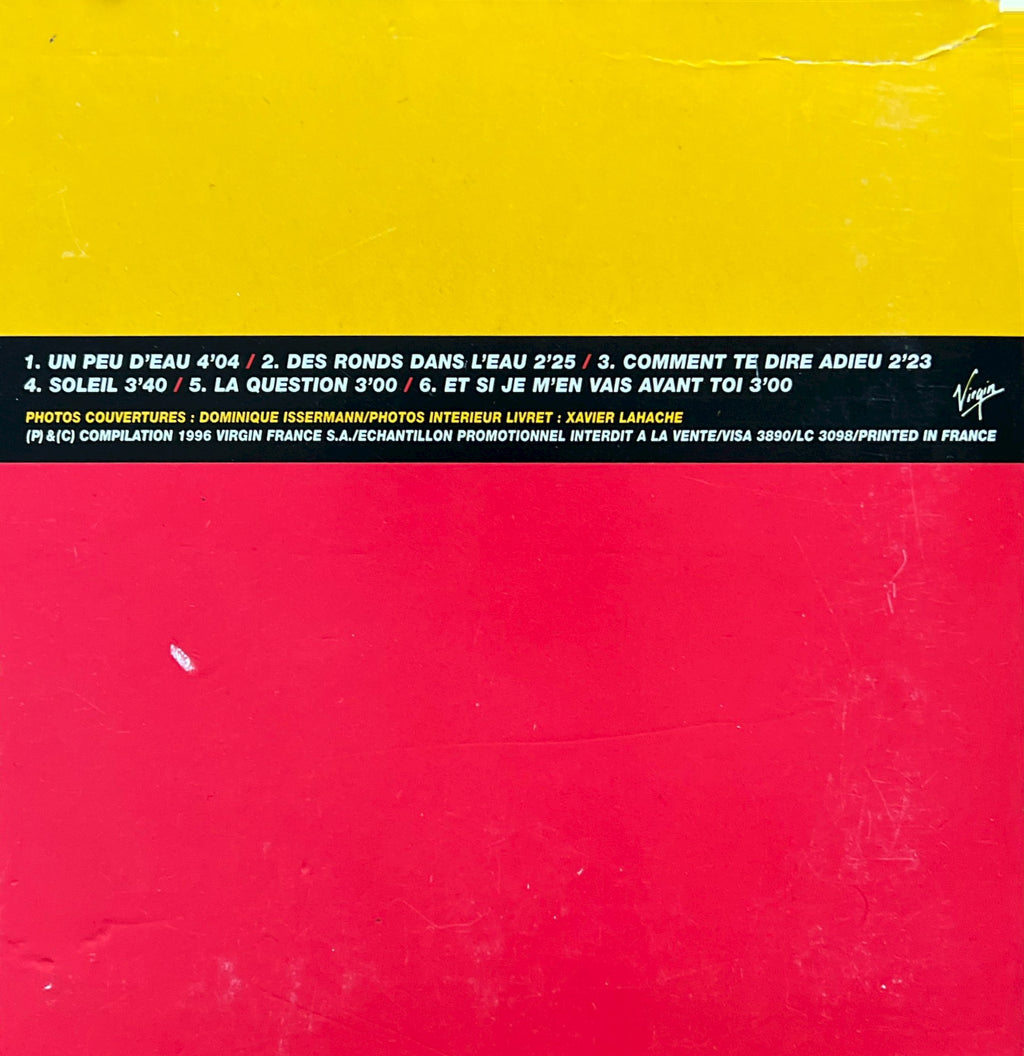 1. UN PEU D'EAU 4'04 / 2. DES RONDS DANS L'EAU 2'25 / 3. COMMENT TE DIRE ADIEU 2'23
4. SOLEIL 3'40 / 5. LA QUESTION 3'00 / 6. ET SI JE M'EN VAIS AVANT TOI 3'00
Virgin
PHOTOS COUVERTURES : DOMINIQUE ISSERMANN/PHOTOS INTERIEUR LIVRET : XAVIER LAHACHE
(P) & (C) COMPILATION 1996 VIRGIN FRANCE S.A./ECHANTILLON PROMOTIONNEL INTERDIT A LA VENTE/VISA 3890/LC 3098/PRINTED IN FRANCE